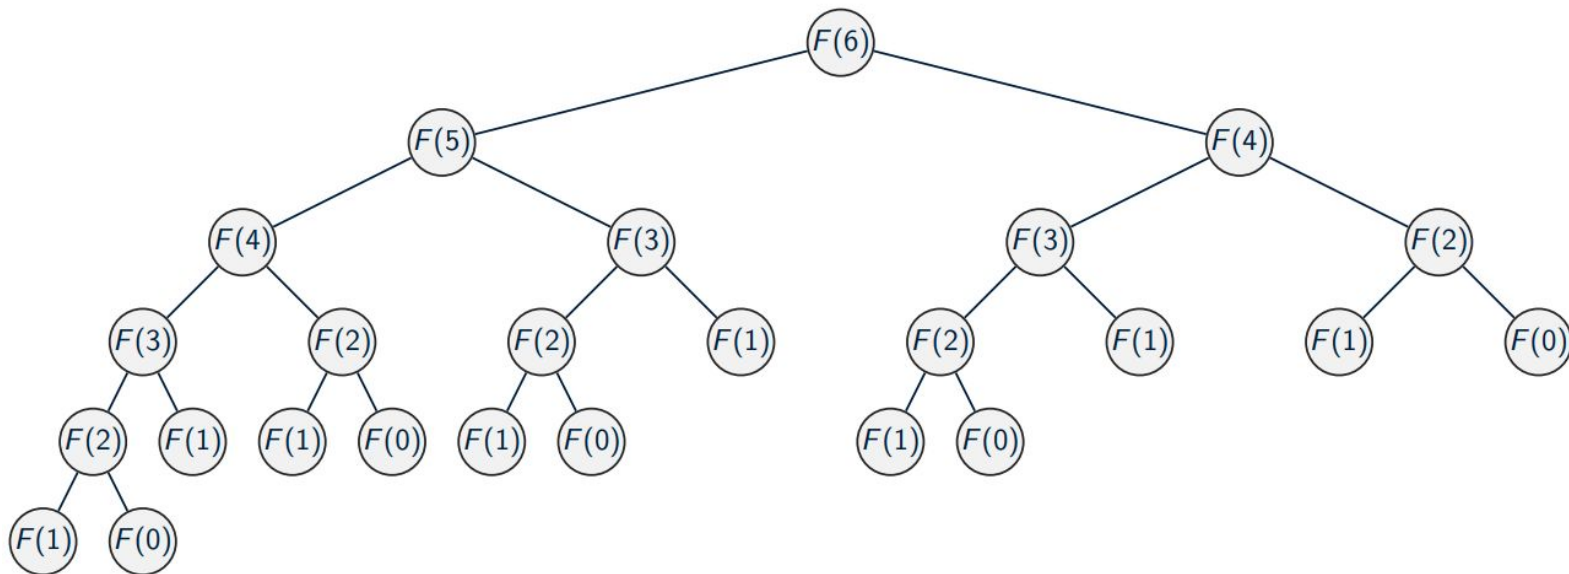 F(6)
F(5) F(4)
F(4) F(3) F(3) F(2)
F(3) F(2) F(2) F(1) F(2) F(1) F(1) F(0)
F(2) F(1) F(1) F(0) F(1) F(0) F(1) F(0)
F(1) F(0)